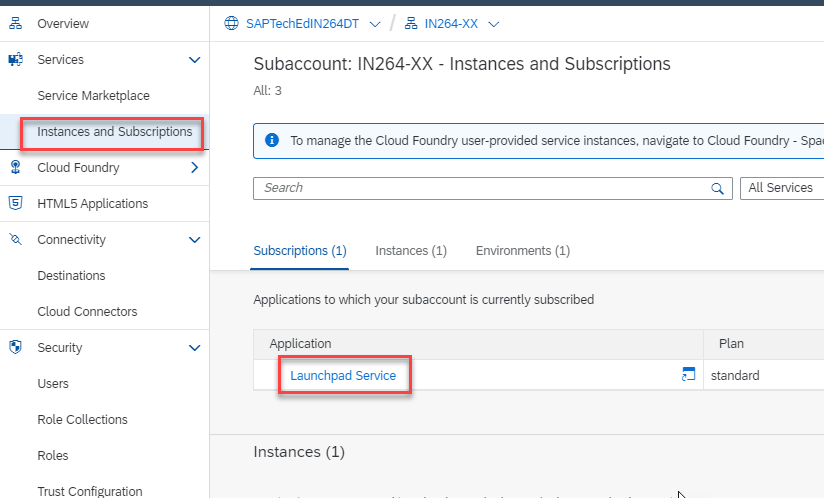 Overview
Services
Service Marketplace
Instances and Subscriptions
Cloud Foundry
HTML5 Applications
Connectivity
Destinations
Cloud Connectors
Security
Users
Role Collections
Roles
Trust Configuration
SAPTechEdIN264DT / IN264-XX
Subaccount: IN264-XX - Instances and Subscriptions
All: 3
To manage the Cloud Foundry user-provided service instances, navigate to Cloud Foundry - Spac
Search
All Services
Subscriptions (1) Instances (1) Environments (1)
Applications to which your subaccount is currently subscribed
Application Plan
Launchpad Service standard
Instances (1)